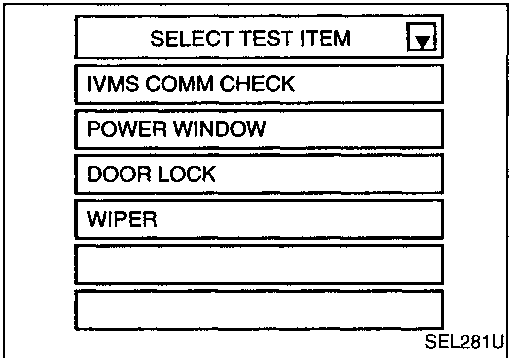 SELECT TEST ITEM
IVMS COMM CHECK
POWER WINDOW
DOOR LOCK
WIPER
SEL281U